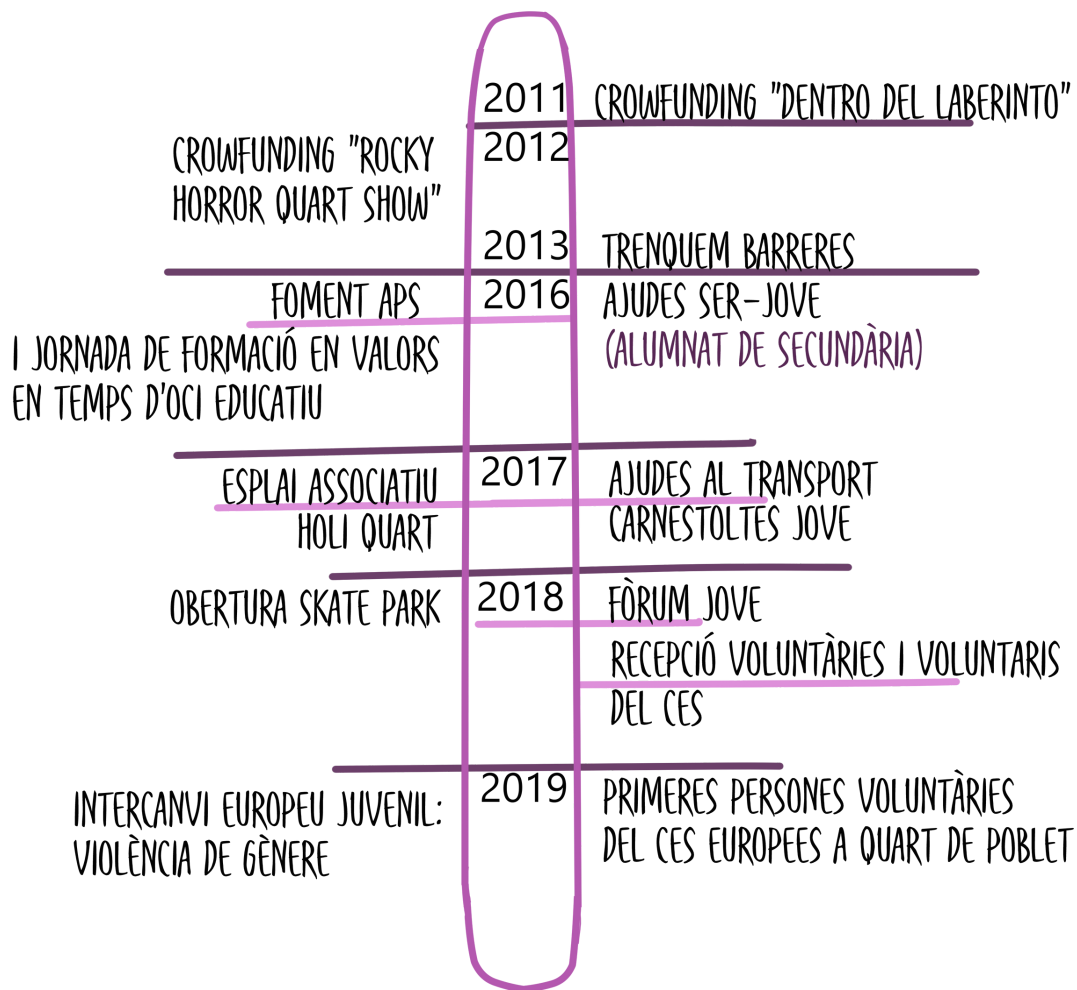 2011 CROWFUNDING "DENTRO DEL LABERINTO"
2012
CROWFUNDING "ROCKY
HORROR QUART SHOW"
2013 TRENQUEM BARRERES
FOMENT APS 2016 AJUDES SER-JOVE
(ALUMNAT DE SECUNDÀRIA)
I JORNADA DE FORMACIÓ EN VALORS
EN TEMPS D'OCI EDUCATIU
ESPLAI ASSOCIATIU 2017 AJUDES AL TRANSPORT
HOLI QUART CARNESTOLTES JOVE
OBERTURA SKATE PARK 2018 FÒRUM JOVE
RECEPCIÓ VOLUNTÀRIES I VOLUNTARIS
DEL CES
2019
INTERCANVI EUROPEU JUVENIL:
VIOLÈNCIA DE GÈNERE
PRIMERES PERSONES VOLUNTÀRIES
DEL CES EUROPEES A QUART DE POBLET